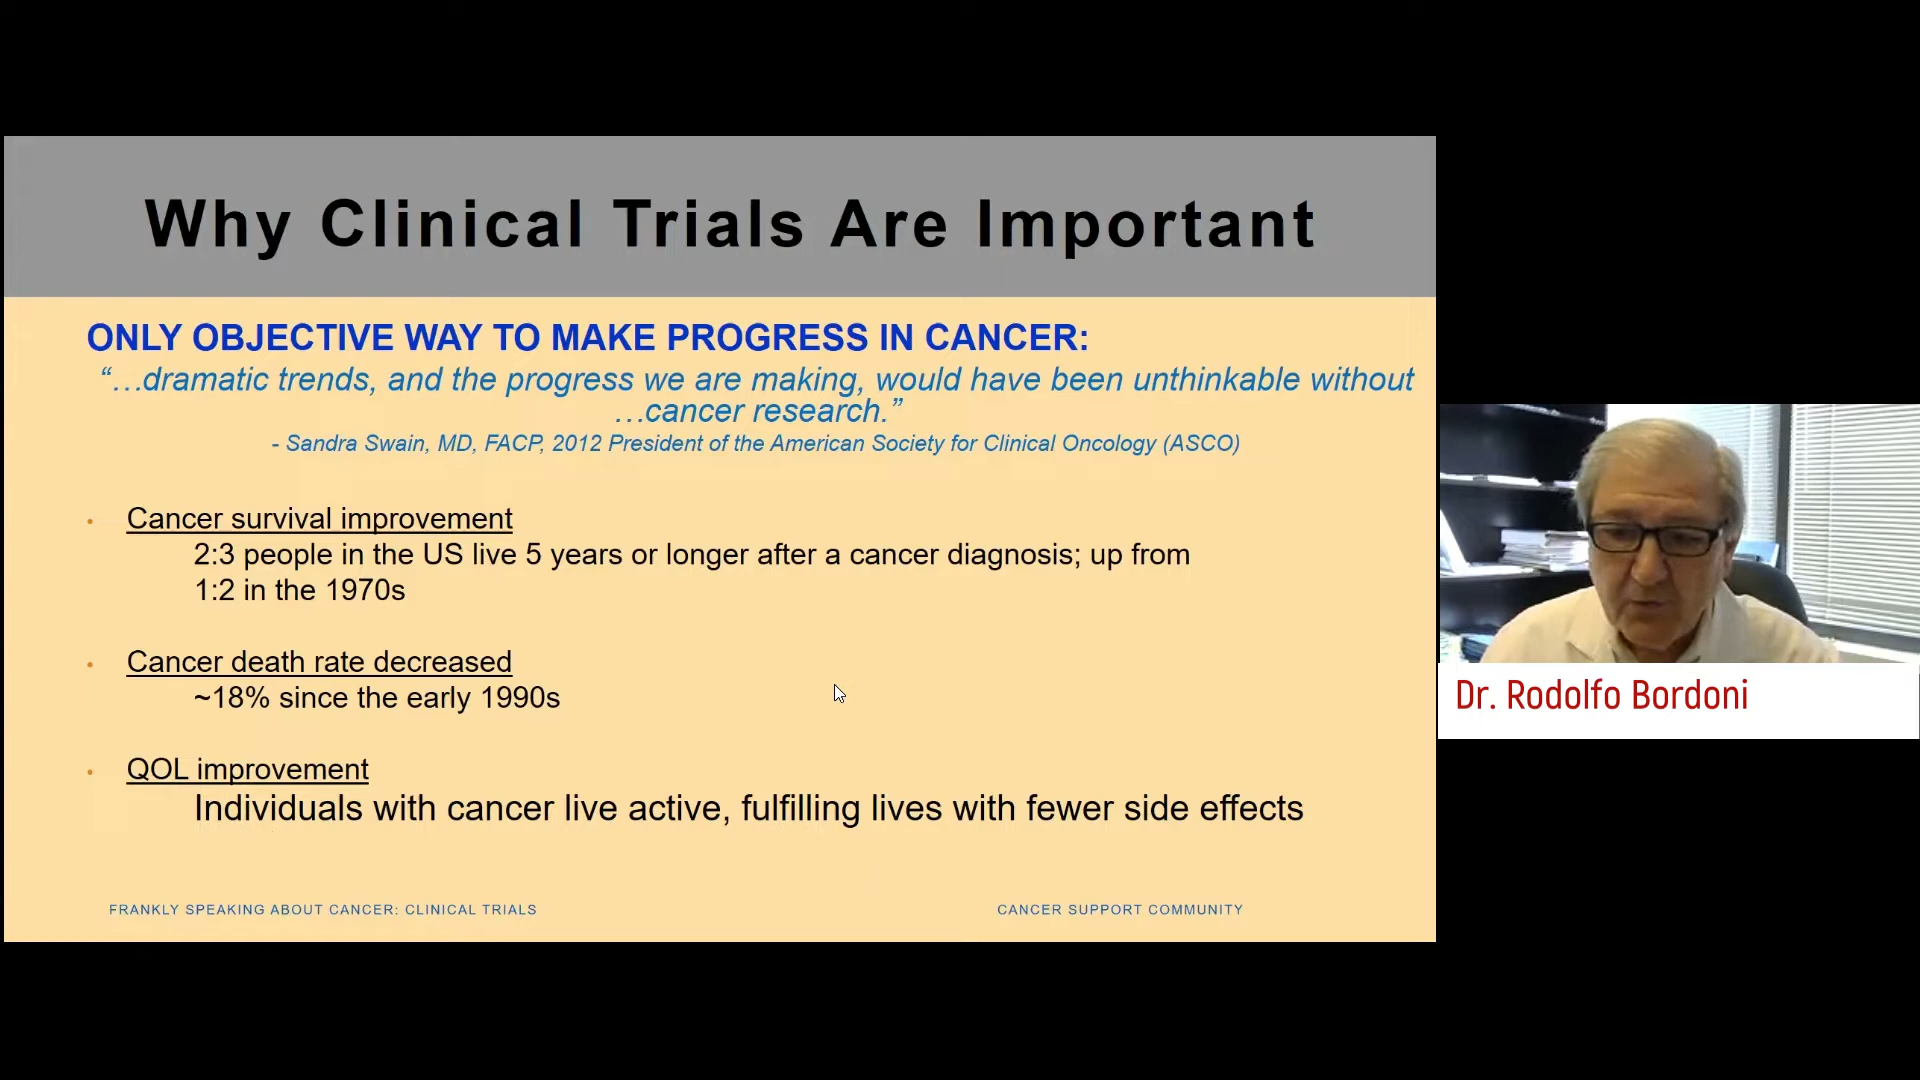 Why Clinical Trials Are Important
ONLY OBJECTIVE WAY TO MAKE PROGRESS IN CANCER:
“…dramatic trends, and the progress we are making, would have been unthinkable without
…cancer research.”
- Sandra Swain, MD, FACP, 2012 President of the American Society for Clinical Oncology (ASCO)
• Cancer survival improvement
2:3 people in the US live 5 years or longer after a cancer diagnosis; up from
1:2 in the 1970s
• Cancer death rate decreased
~18% since the early 1990s
• QOL improvement
Individuals with cancer live active, fulfilling lives with fewer side effects
FRANKLY SPEAKING ABOUT CANCER: CLINICAL TRIALS
CANCER SUPPORT COMMUNITY
Dr. Rodolfo Bordoni